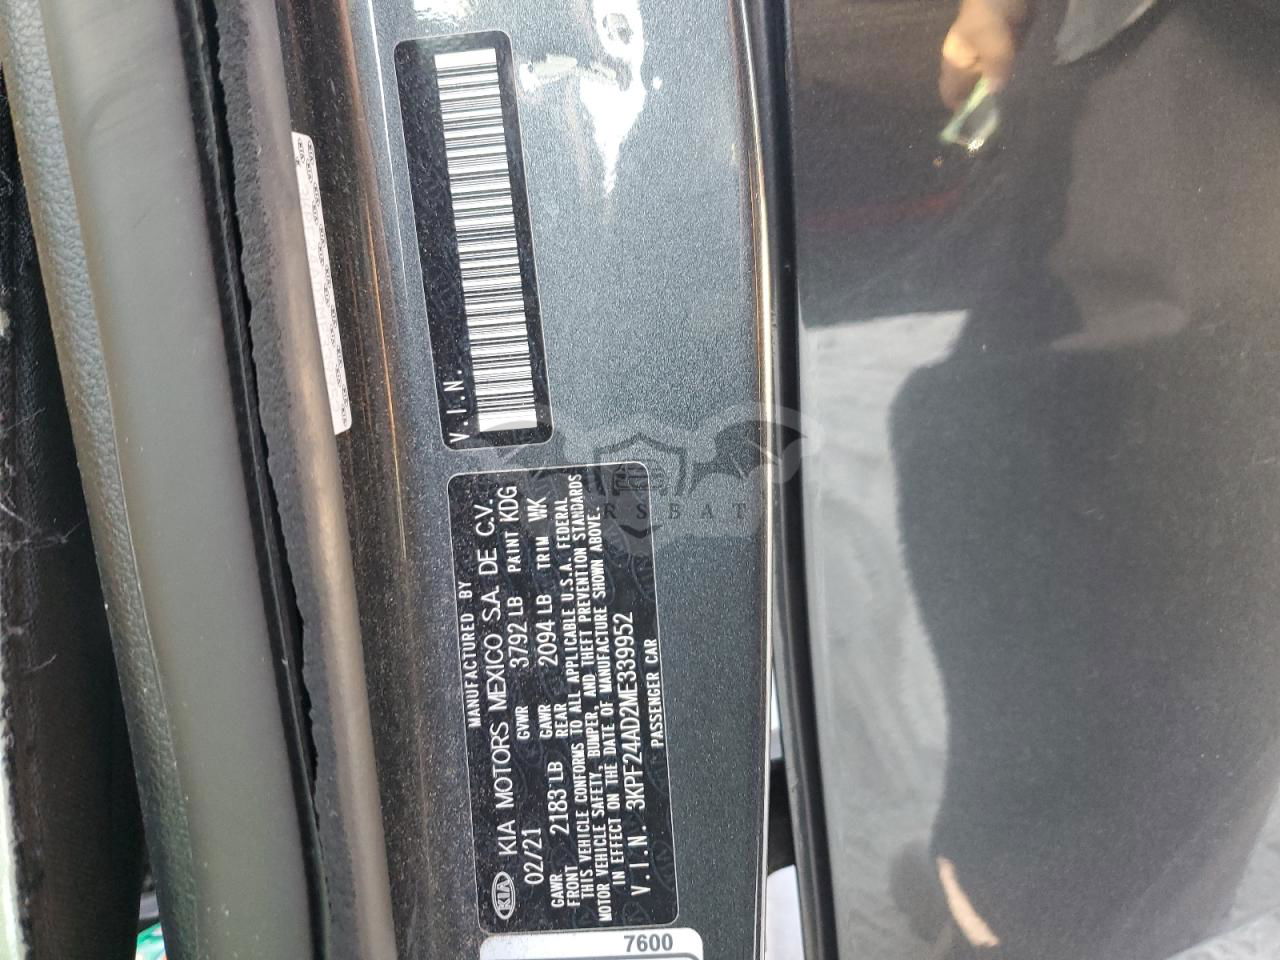 V.I.N.
MANUFACTURED BY
KIA KIA MOTORS MEXICO S.A. DE C.V.
02/21 GVWR 3792 LB PAINT KDG
GAWR FRONT 2183 LB GAWR REAR 2094 LB TRIM WK
THIS VEHICLE CONFORMS TO ALL APPLICABLE U.S.A. FEDERAL
MOTOR VEHICLE SAFETY, BUMPER, AND THEFT PREVENTION STANDARDS
IN EFFECT ON THE DATE OF MANUFACTURE SHOWN ABOVE.
V.I.N. 3KPF24AD2ME339952
PASSENGER CAR
7600